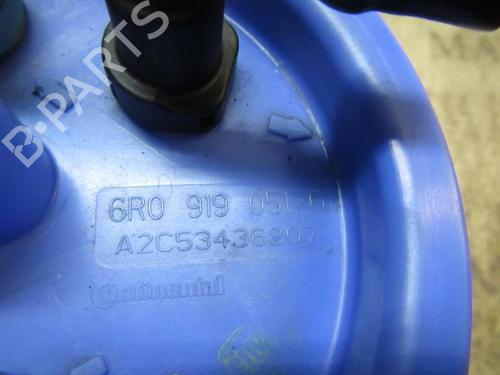 B-PARTS
6R0 919 051
A2C53436807
Continental